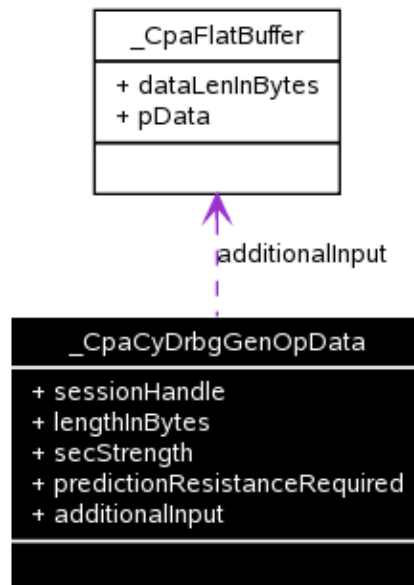 _CpaFlatBuffer
+ dataLenInBytes
+ pData
additionalInput
_CpaCyDrbgGenOpData
+ sessionHandle
+ lengthInBytes
+ secStrength
+ predictionResistanceRequired
+ additionalInput